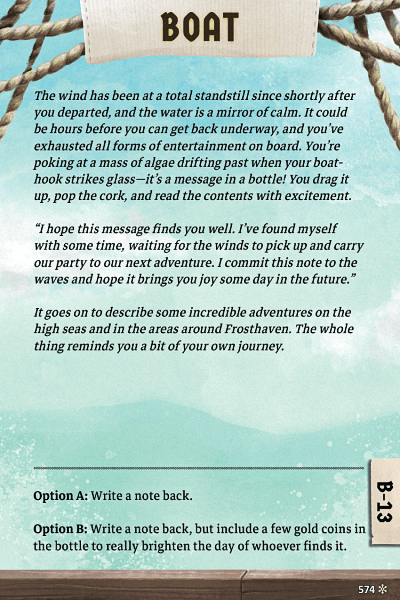 BOAT
The wind has been at a total standstill since shortly after
you departed, and the water is a mirror of calm. It could
be hours before you can get back underway, and you’ve
exhausted all forms of entertainment on board. You’re
poking at a mass of algae drifting past when your boat-
hook strikes glass—it’s a message in a bottle! You drag it
up, pop the cork, and read the contents with excitement.
“I hope this message finds you well. I’ve found myself
with some time, waiting for the winds to pick up and carry
our party to our next adventure. I commit this note to the
waves and hope it brings you joy some day in the future.”
It goes on to describe some incredible adventures on the
high seas and in the areas around Frosthaven. The whole
thing reminds you a bit of your own journey.
Option A: Write a note back.
Option B: Write a note back, but include a few gold coins in
the bottle to really brighten the day of whoever finds it.
B-13
574